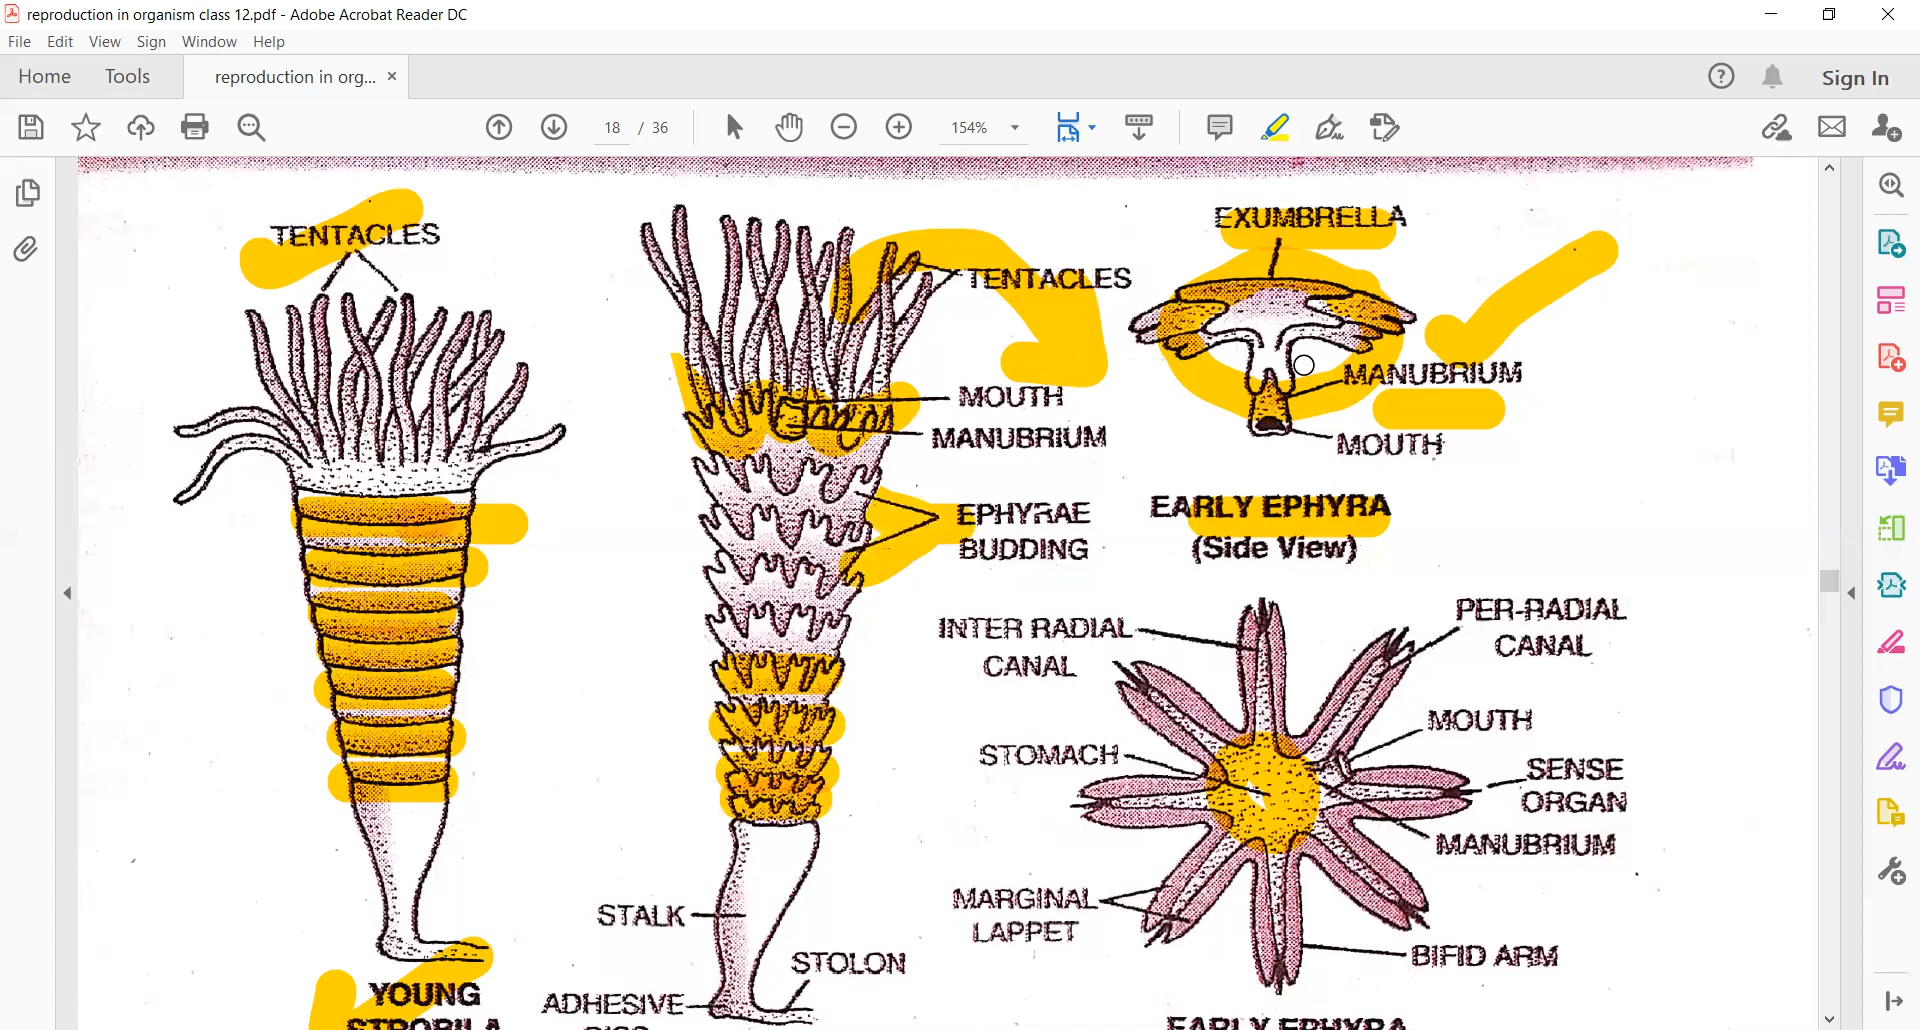 reproduction in organism class 12.pdf - Adobe Acrobat Reader DC
File Edit View Sign Window Help
Home Tools reproduction in org... ×
Sign In
18 / 36
154%
TENTACLES
TENTACLES
MOUTH
MANUBRIUM
EPHYRAE
BUDDING
EXUMBRELLA
MANUBRIUM
MOUTH
EARLY EPHYRA
(Side View)
INTER RADIAL
CANAL
PER-RADIAL
CANAL
MOUTH
STOMACH
SENSE
ORGAN
MANUBRIUM
MARGINAL
LAPPET
BIFID ARM
STALK
STOLON
ADHESIVE
YOUNG
STROBILA
EARLY EPHYRA